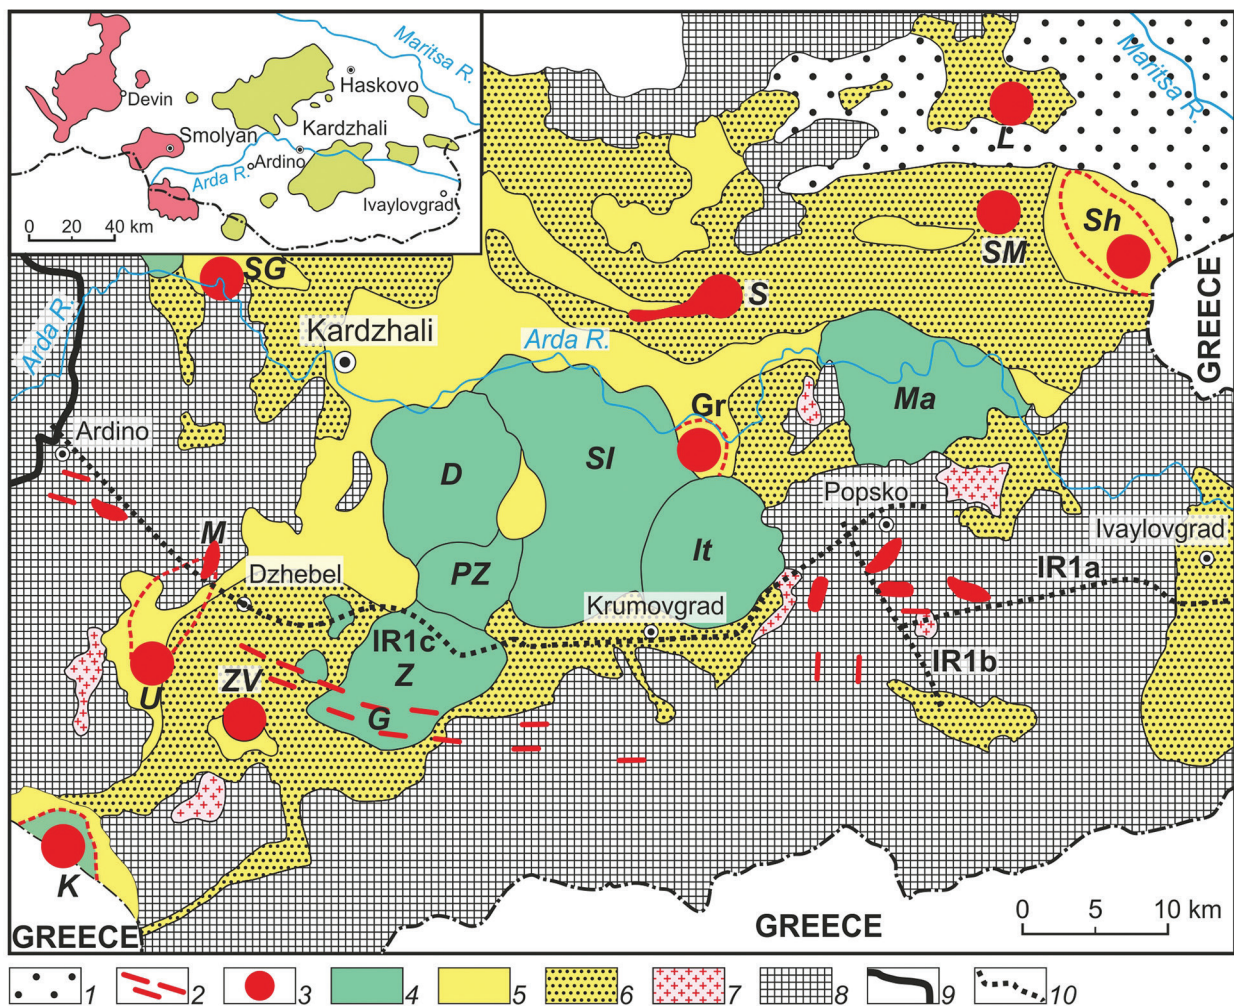 Maritsa R.
Devin
Haskovo
Smolyan
Kardzhali
Ardino
Arda R.
Ivaylovgrad
0 20 40 km
Maritsa R.
L
SM
Sh
SG
S
GREECE
Arda R.
Kardzhali
Arda R.
Ma
Gr
Ardino
D
Sl
Popsko
Ivaylovgrad
M
PZ
It
Dzhebel
Krumovgrad
IR1a
IR1c
IR1b
Z
U
ZV
G
K
GREECE
GREECE
0 5 10 km
1 2 3 4 5 6 7 8 9 10